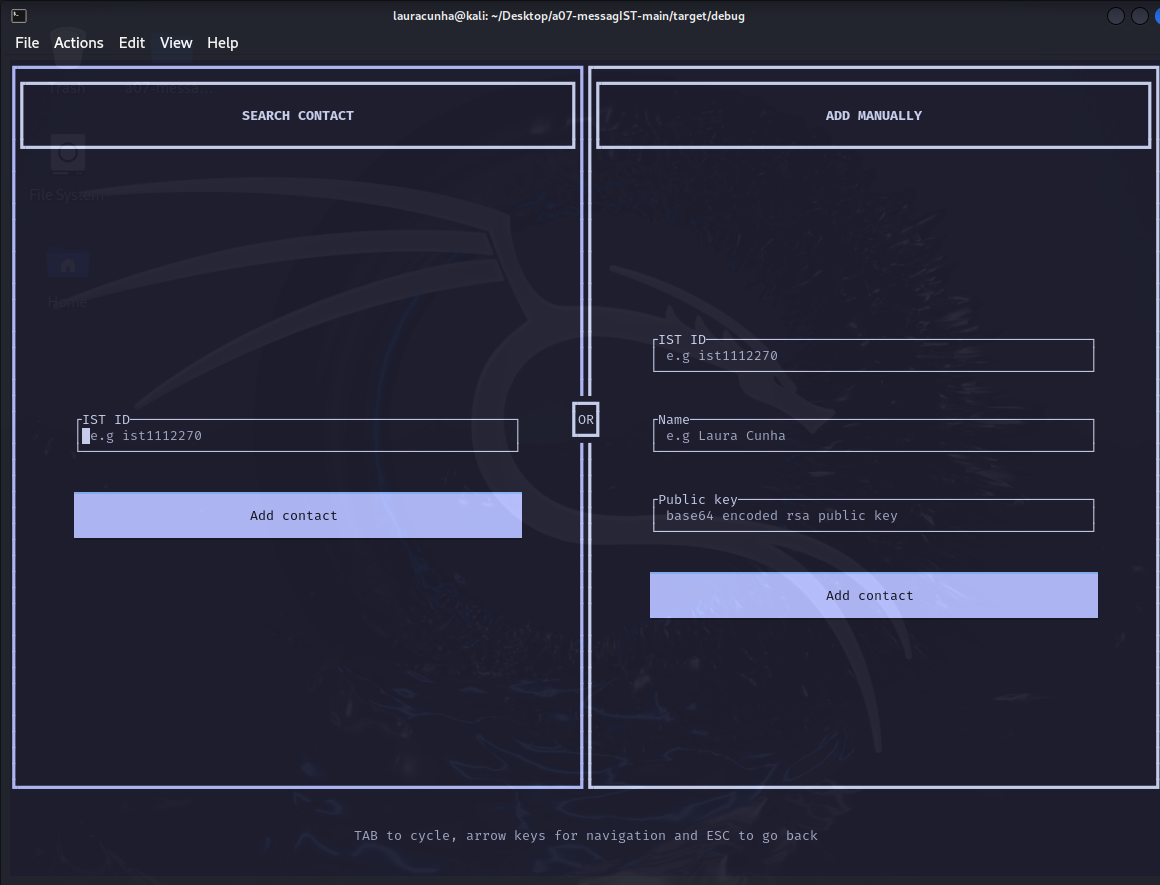 lauracunha@kali: ~/Desktop/a07-messagIST-main/target/debug
File Actions Edit View Help
Trash
a07-messa...
File System
Home
SEARCH CONTACT
IST ID
e.g ist1112270
Add contact
OR
ADD MANUALLY
IST ID
e.g ist1112270
Name
e.g Laura Cunha
Public key
base64 encoded rsa public key
Add contact
TAB to cycle, arrow keys for navigation and ESC to go back